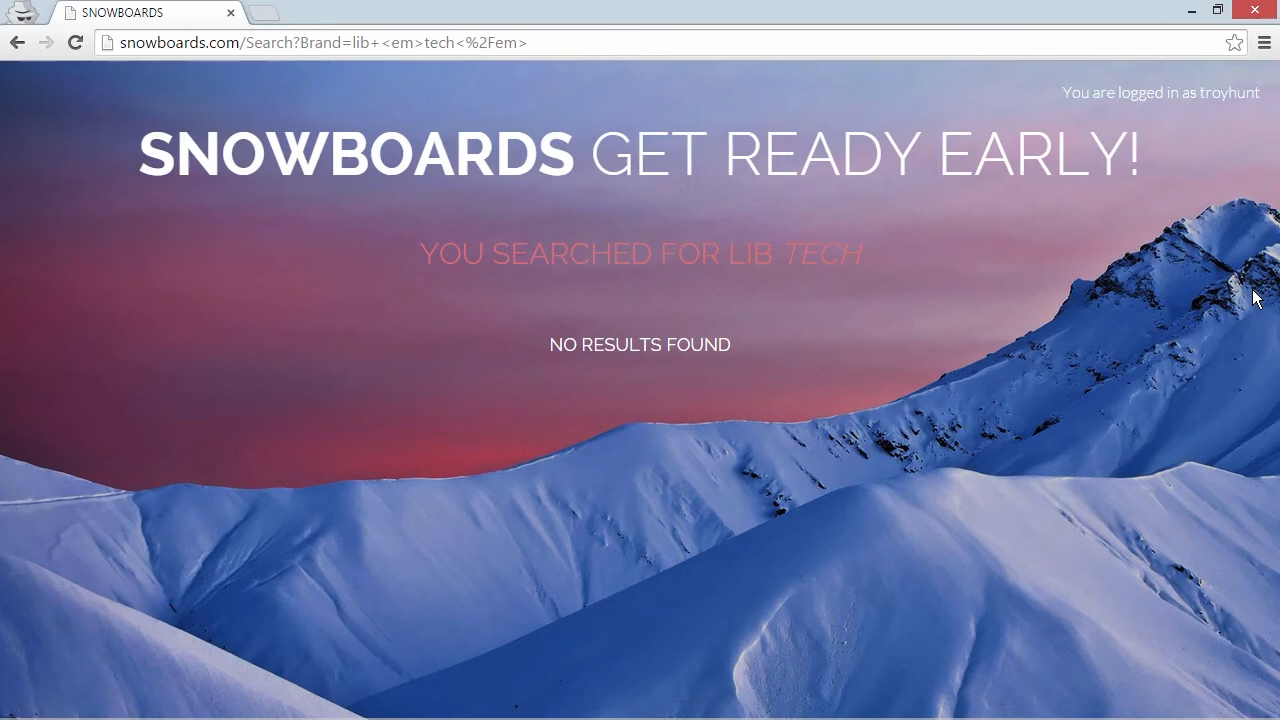 SNOWBOARDS
snowboards.com/Search?Brand=lib+<em>tech<%2Fem>
You are logged in as troyhunt
SNOWBOARDS GET READY EARLY!
YOU SEARCHED FOR LIB TECH
NO RESULTS FOUND